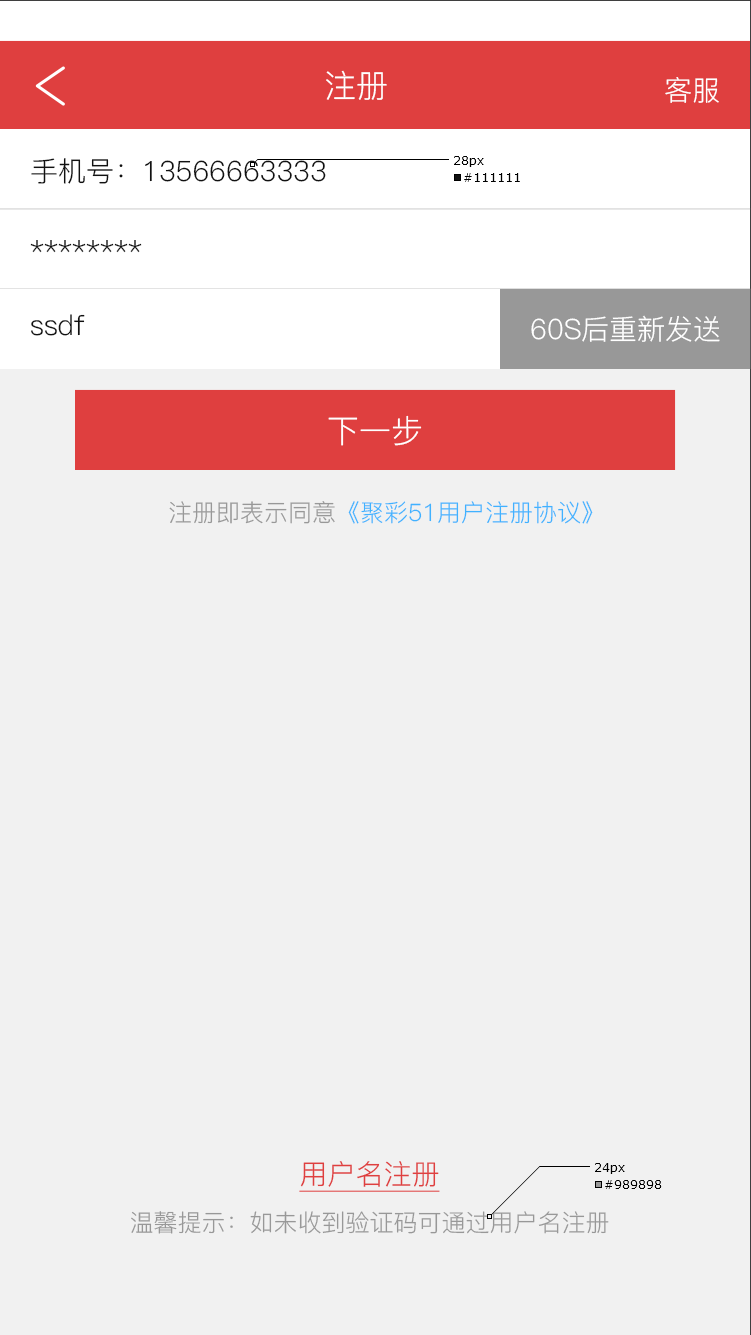 注册
客服
手机号：13566663333
28px
#111111
********
ssdf
60S后重新发送
下一步
注册即表示同意《聚彩51用户注册协议》
用户名注册
24px
#989898
温馨提示：如未收到验证码可通过用户名注册